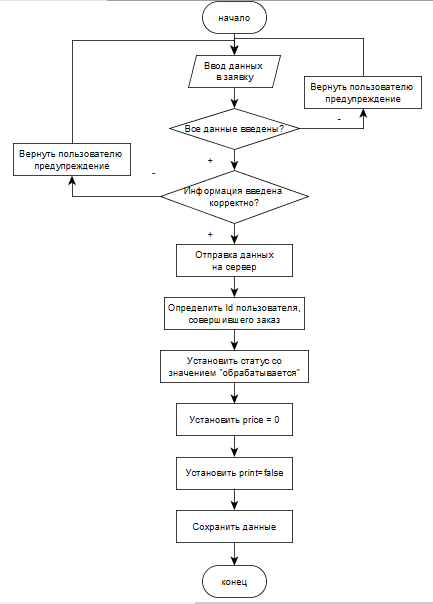 начало
Ввод данных
в заявку
Вернуть пользователю
предупреждение
Все данные введены?
-
+
Вернуть пользователю
предупреждение
-
Информация введена
корректно?
+
Отправка данных
на сервер
Определить Id пользователя,
совершившего заказ
Установить статус со
значением "обрабатывается"
Установить price = 0
Установить print=false
Сохранить данные
конец